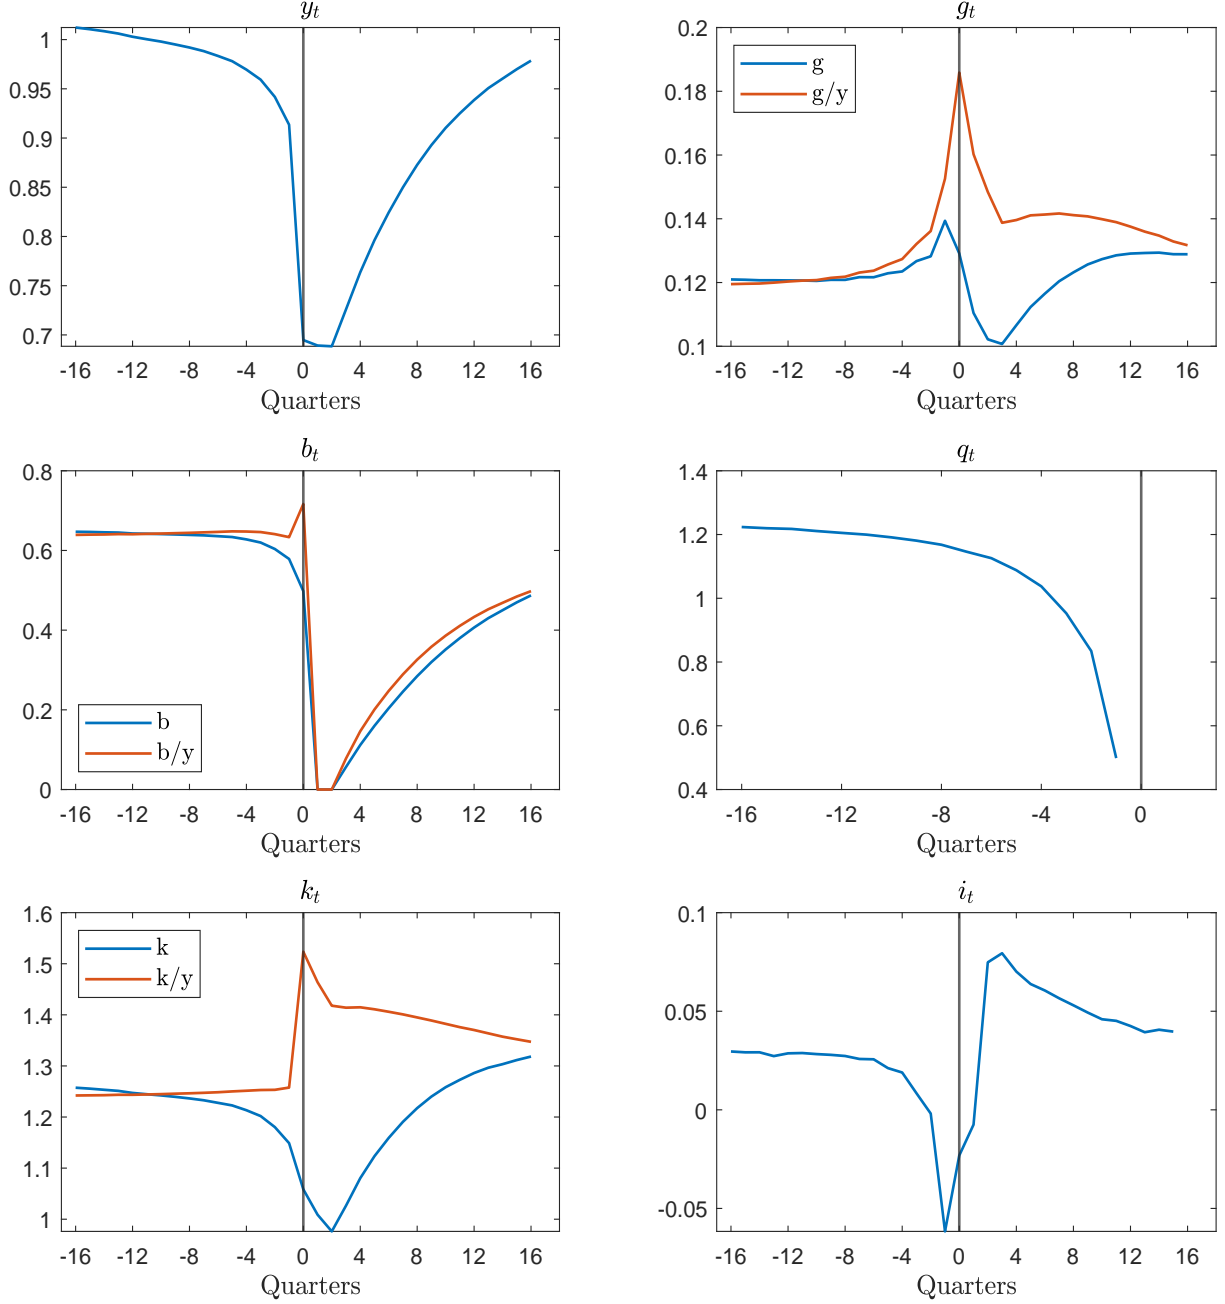 y_t
1
0.95
0.9
0.85
0.8
0.75
0.7
-16 -12 -8 -4 0 4 8 12 16
Quarters
g_t
0.2
0.18
0.16
0.14
0.12
0.1
g
g/y
-16 -12 -8 -4 0 4 8 12 16
Quarters
b_t
0.8
0.6
0.4
0.2
0
b
b/y
-16 -12 -8 -4 0 4 8 12 16
Quarters
q_t
1.4
1.2
1
0.8
0.6
0.4
-16 -12 -8 -4 0
Quarters
k_t
1.6
1.5
1.4
1.3
1.2
1.1
1
k
k/y
-16 -12 -8 -4 0 4 8 12 16
Quarters
i_t
0.1
0.05
0
-0.05
-16 -12 -8 -4 0 4 8 12 16
Quarters